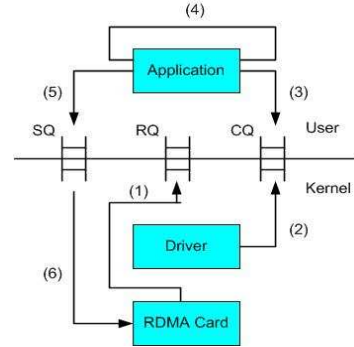 (4)
Application
(5)
(3)
SQ
RQ
CQ
User
(1)
Kernel
Driver
(2)
(6)
RDMA Card